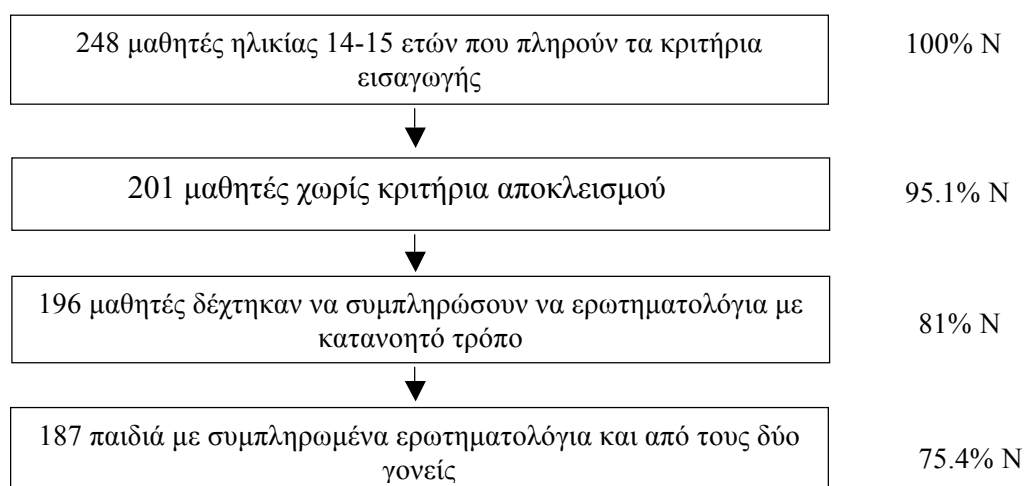 248 μαθητές ηλικίας 14-15 ετών που πληρούν τα κριτήρια
εισαγωγής
100% N
201 μαθητές χωρίς κριτήρια αποκλεισμού
95.1% N
196 μαθητές δέχτηκαν να συμπληρώσουν να ερωτηματολόγια με
κατανοητό τρόπο
81% N
187 παιδιά με συμπληρωμένα ερωτηματολόγια και από τους δύο
γονείς
75.4% N